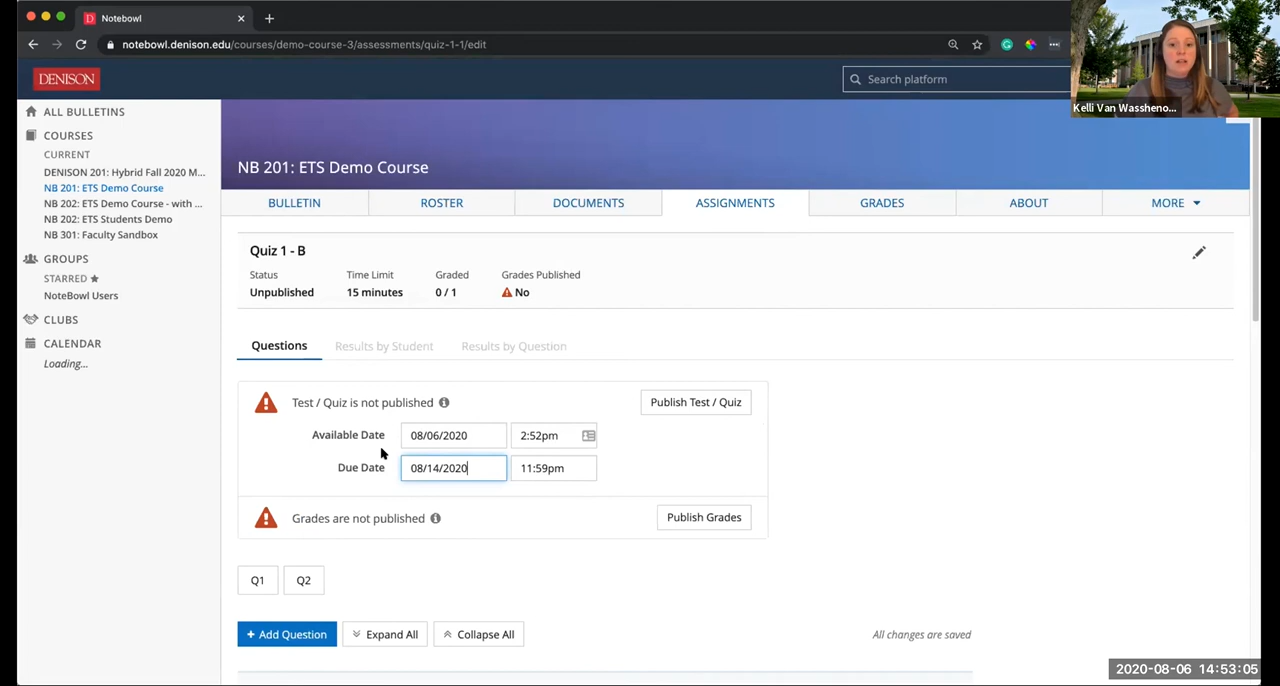 Notebowl
notebowl.denison.edu/courses/demo-course-3/assessments/quiz-1-1/edit
DENISON
Search platform
Kelli Van Wassheno...
ALL BULLETINS
COURSES
CURRENT
DENISON 201: Hybrid Fall 2020 M...
NB 201: ETS Demo Course
NB 202: ETS Demo Course - with ...
NB 202: ETS Students Demo
NB 301: Faculty Sandbox
GROUPS
STARRED
NoteBowl Users
CLUBS
CALENDAR
Loading...
NB 201: ETS Demo Course
BULLETIN ROSTER DOCUMENTS ASSIGNMENTS GRADES ABOUT MORE
Quiz 1 - B
Status Time Limit Graded Grades Published
Unpublished 15 minutes 0 / 1 No
Questions Results by Student Results by Question
Test / Quiz is not published Publish Test / Quiz
Available Date 08/06/2020 2:52pm
Due Date 08/14/2020 11:59pm
Grades are not published Publish Grades
Q1 Q2
+ Add Question Expand All Collapse All All changes are saved
2020-08-06 14:53:05